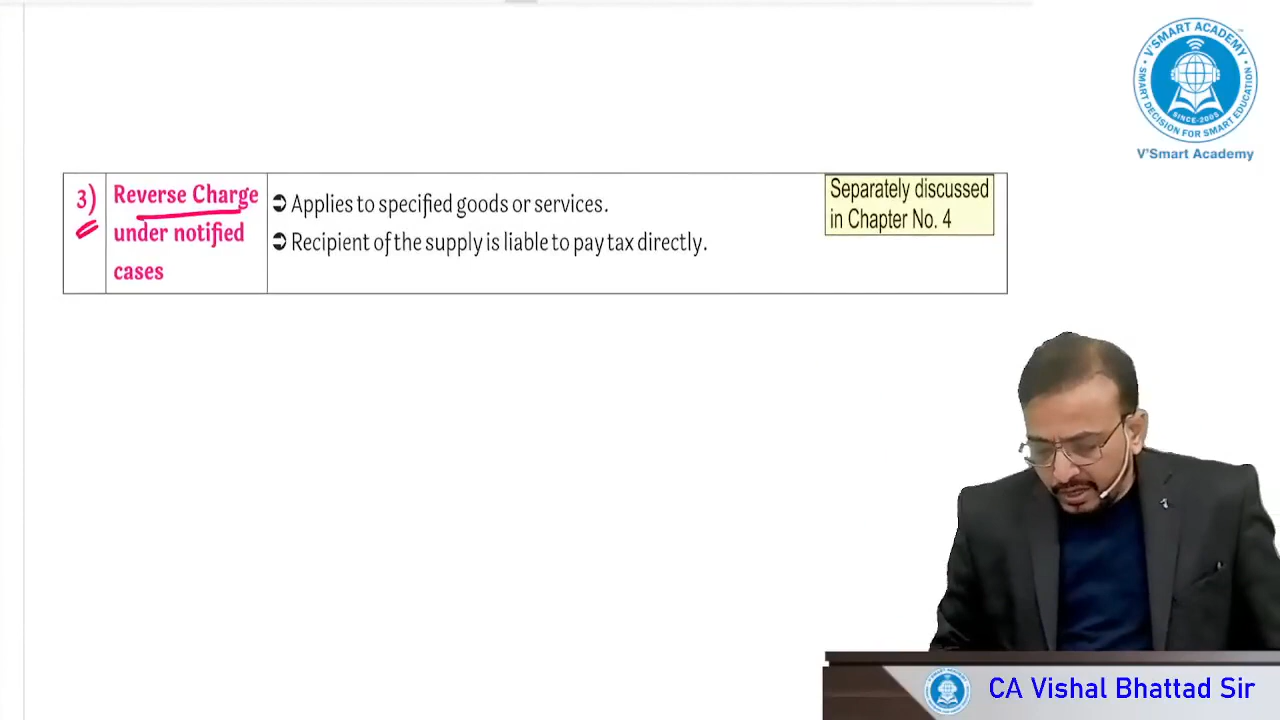 V'SMART ACADEMY
SMART DECISION FOR SMART EDUCATION
SINCE-2005
V'Smart Academy
3)
Reverse Charge
under notified
cases
➲ Applies to specified goods or services.
➲ Recipient of the supply is liable to pay tax directly.
Separately discussed
in Chapter No. 4
CA Vishal Bhattad Sir